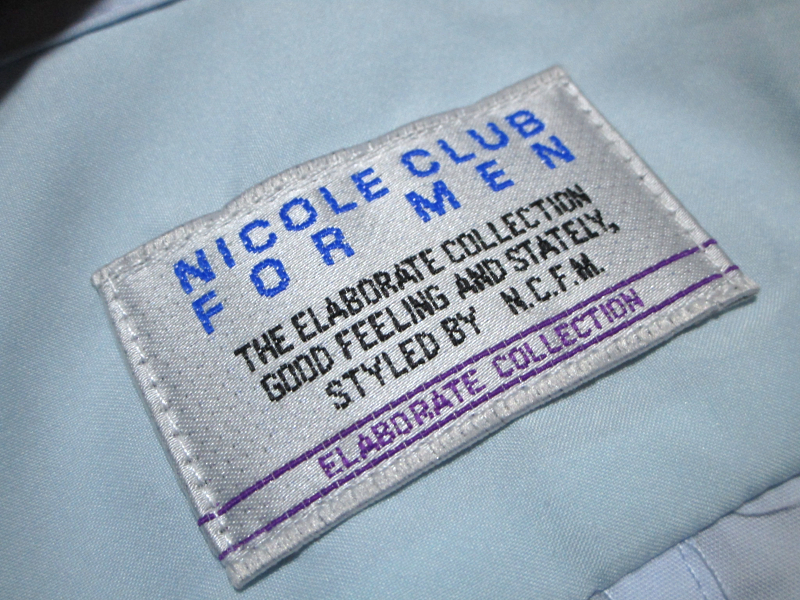 NICOLE CLUB
FOR MEN
THE ELABORATE COLLECTION
GOOD FEELING AND STATELY,
STYLED BY N.C.F.M.
ELABORATE COLLECTION